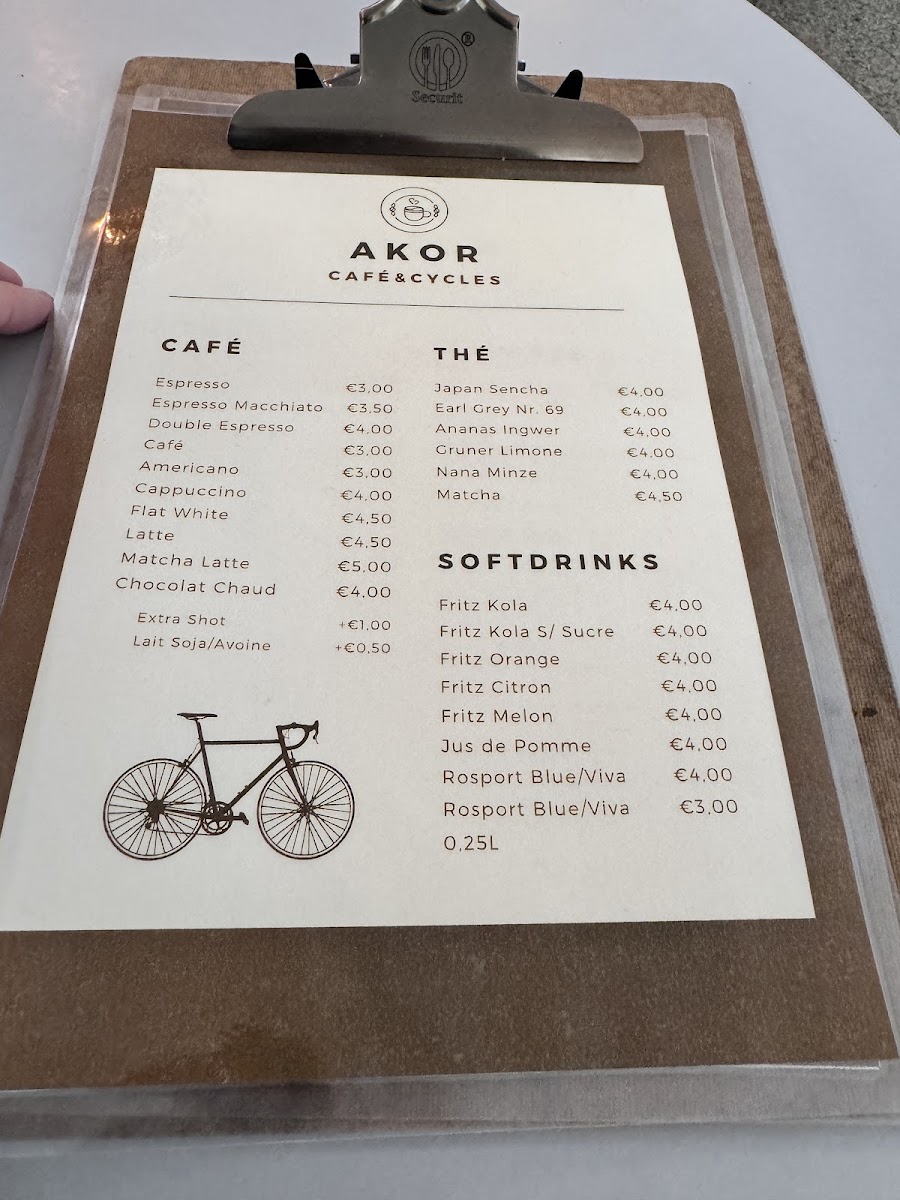 Securit
AKOR
CAFÉ&CYCLES
CAFÉ
Espresso €3,00
Espresso Macchiato €3,50
Double Espresso €4,00
Café €3,00
Americano €3,00
Cappuccino €4,00
Flat White €4,50
Latte €4,50
Matcha Latte €5,00
Chocolat Chaud €4,00
Extra Shot +€1,00
Lait Soja/Avoine +€0,50
THÉ
Japan Sencha €4,00
Earl Grey Nr. 69 €4,00
Ananas Ingwer €4,00
Gruner Limone €4,00
Nana Minze €4,00
Matcha €4,50
SOFTDRINKS
Fritz Kola €4,00
Fritz Kola S/ Sucre €4,00
Fritz Orange €4,00
Fritz Citron €4,00
Fritz Melon €4,00
Jus de Pomme €4,00
Rosport Blue/Viva €4,00
Rosport Blue/Viva €3,00
0,25L